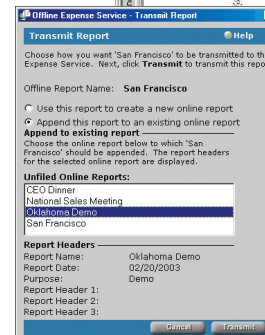 Offline Expense Service - Transmit Report
Transmit Report
Help
Choose how you want 'San Francisco' to be transmitted to th
Expense Service. Next, click Transmit to transmit this repo
Offline Report Name: San Francisco
Use this report to create a new online report
Append this report to an existing online report
Append to existing report
Choose the online report below to which 'San
Francisco' should be appended. The report headers
for the selected online report are displayed.
Unfiled Online Reports:
CEO Dinner
National Sales Meeting
Oklahoma Demo
San Francisco
Report Headers
Report Name: Oklahoma Demo
Report Date: 02/20/2003
Purpose: Demo
Report Header 1:
Report Header 2:
Report Header 3:
Cancel Transmit